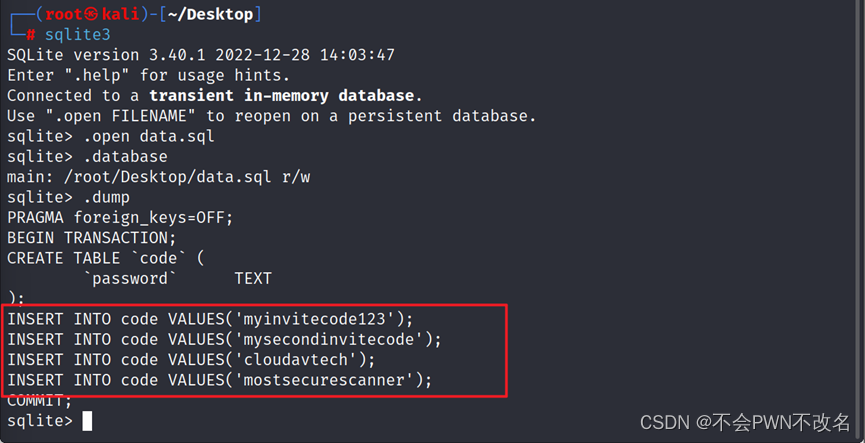 ┌──(root㉿kali)-[~/Desktop]
└─# sqlite3
SQLite version 3.40.1 2022-12-28 14:03:47
Enter ".help" for usage hints.
Connected to a transient in-memory database.
Use ".open FILENAME" to reopen on a persistent database.
sqlite> .open data.sql
sqlite> .database
main: /root/Desktop/data.sql r/w
sqlite> .dump
PRAGMA foreign_keys=OFF;
BEGIN TRANSACTION;
CREATE TABLE `code` (
        `password`      TEXT
);
INSERT INTO code VALUES('myinvitecode123');
INSERT INTO code VALUES('mysecondinvitecode');
INSERT INTO code VALUES('cloudavtech');
INSERT INTO code VALUES('mostsecurescanner');
COMMIT;
sqlite>
CSDN @不会PWN不改名